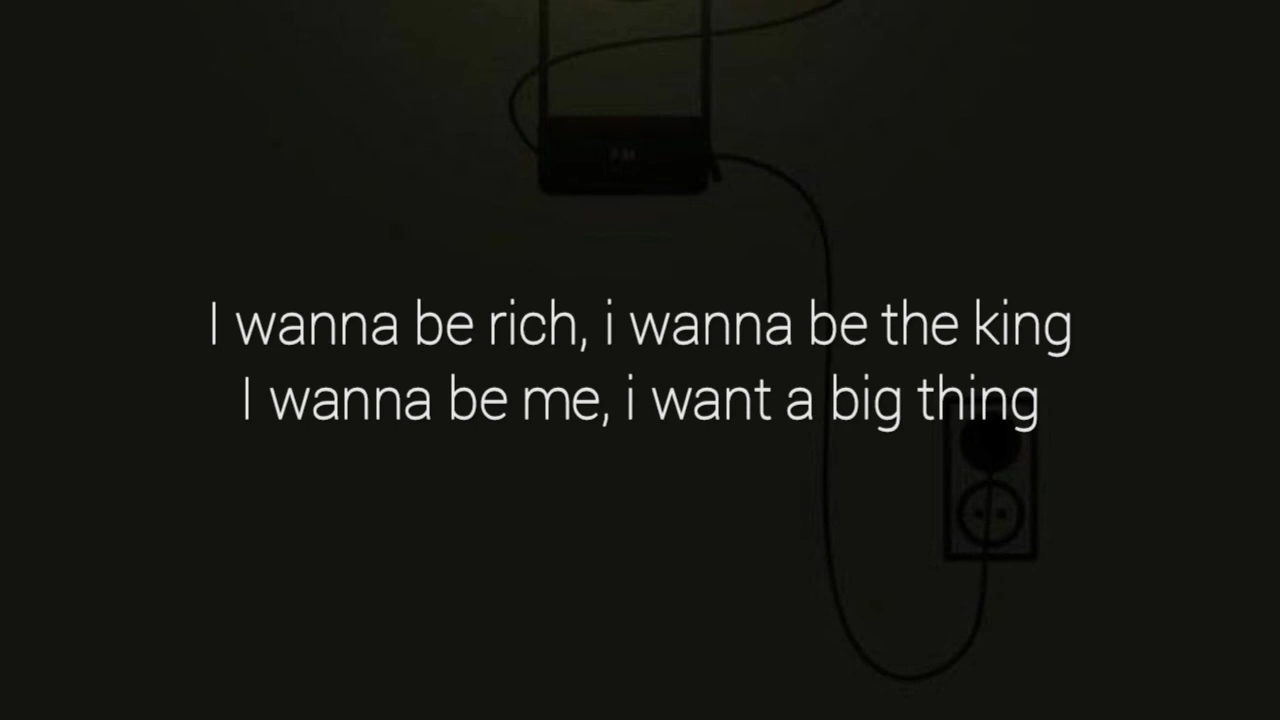 I wanna be rich, i wanna be the king
I wanna be me, i want a big thing